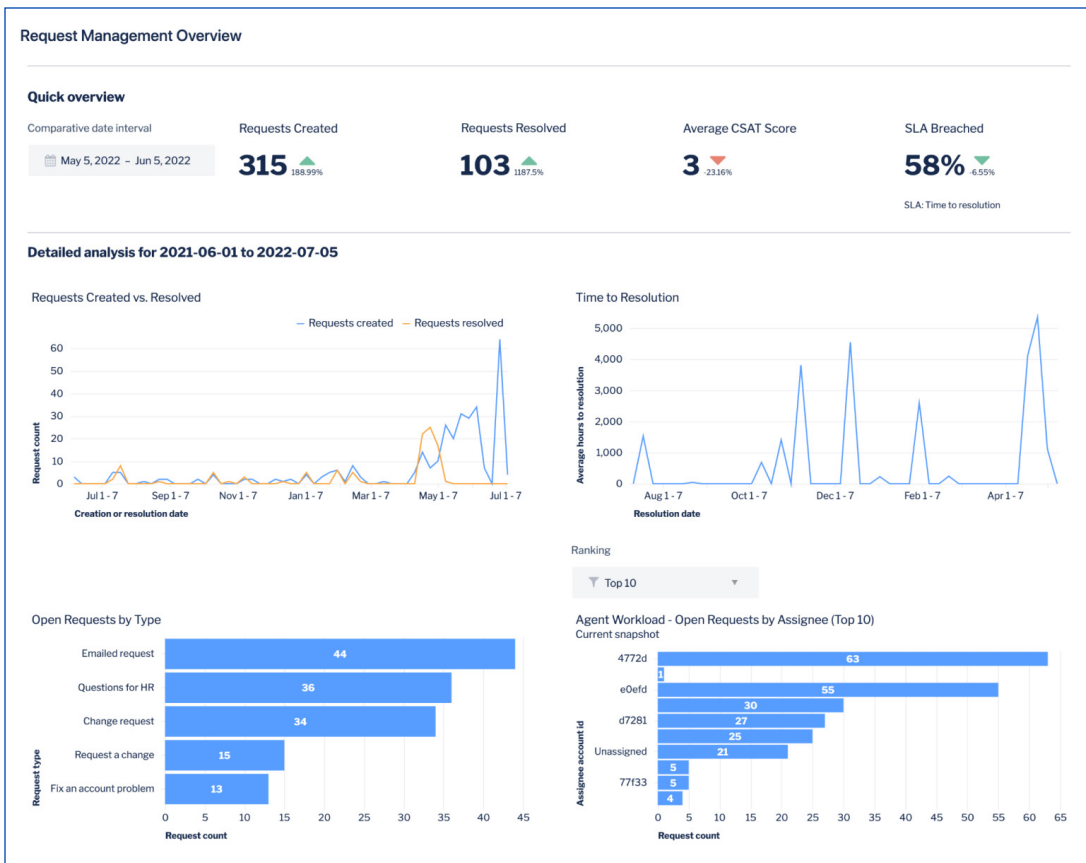 Request Management Overview
Quick overview
Comparative date interval
May 5, 2022 – Jun 5, 2022
Requests Created
315 188.99%
Requests Resolved
103 1187.5%
Average CSAT Score
3 -23.16%
SLA Breached
58% -6.55%
SLA: Time to resolution
Detailed analysis for 2021-06-01 to 2022-07-05
Requests Created vs. Resolved
Requests created Requests resolved
60
50
40
30
20
10
0
Request count
Jul 1 - 7 Sep 1 - 7 Nov 1 - 7 Jan 1 - 7 Mar 1 - 7 May 1 - 7 Jul 1 - 7
Creation or resolution date
Time to Resolution
5,000
4,000
3,000
2,000
1,000
0
Average hours to resolution
Aug 1 - 7 Oct 1 - 7 Dec 1 - 7 Feb 1 - 7 Apr 1 - 7
Resolution date
Ranking
Top 10
Open Requests by Type
Emailed request 44
Questions for HR 36
Change request 34
Request a change 15
Fix an account problem 13
Request type
0 5 10 15 20 25 30 35 40 45
Request count
Agent Workload - Open Requests by Assignee (Top 10)
Current snapshot
4772d 63
1
e0efd 55
30
d7281 27
25
Unassigned 21
5
77f33 5
4
Assignee account id
0 5 10 15 20 25 30 35 40 45 50 55 60 65
Request count